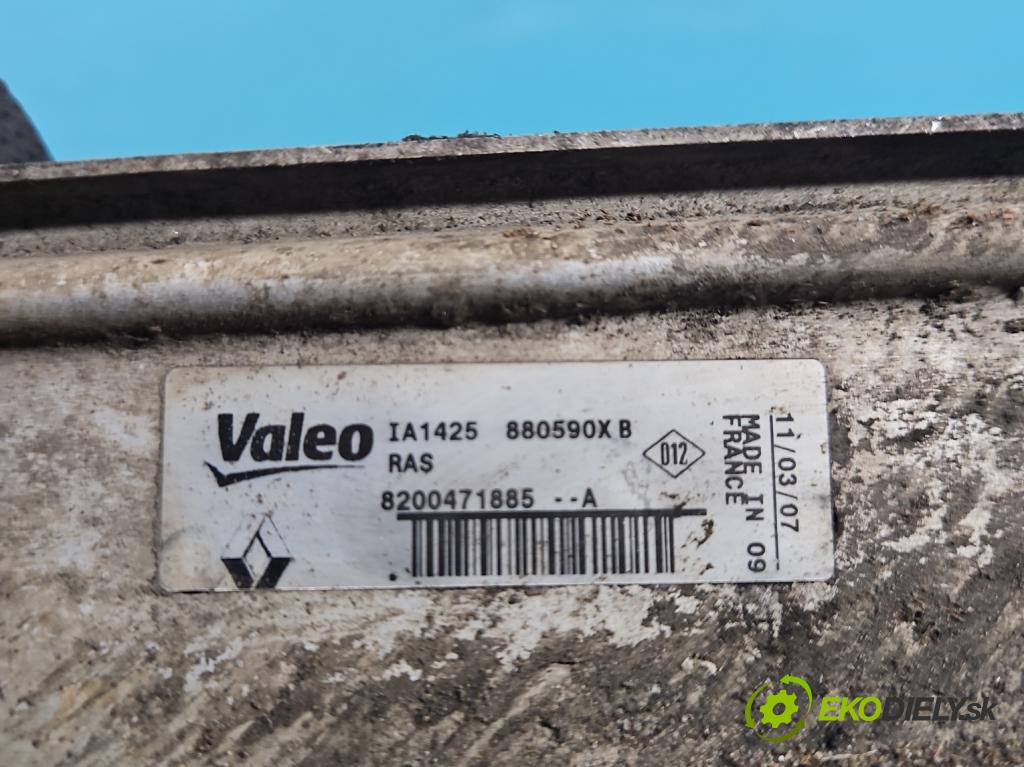 Valeo IA1425 880590X B
RAS
8200471885 --A
D12
11/03/07
MADE IN 09
FRANCE
EKODIELY.SK